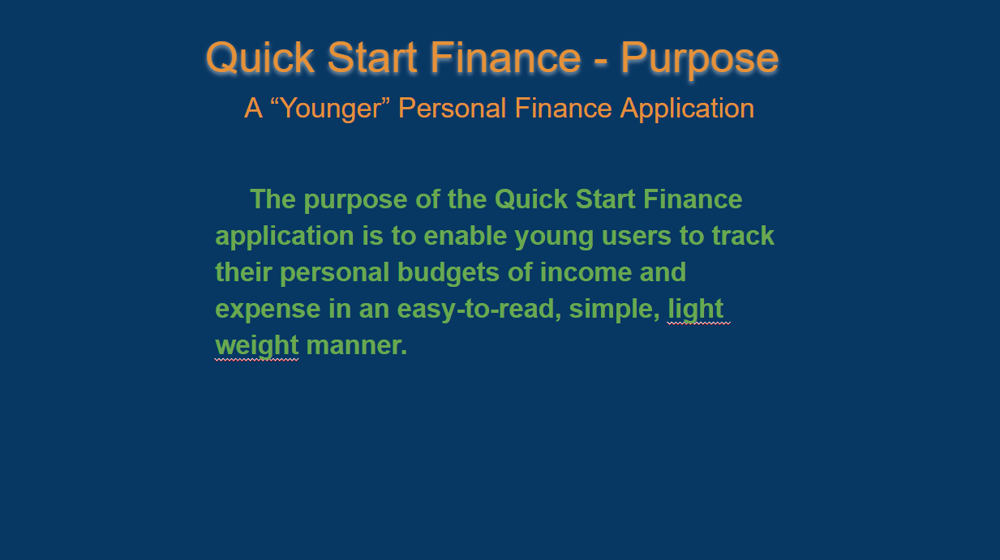 Quick Start Finance - Purpose
A “Younger” Personal Finance Application
The purpose of the Quick Start Finance
application is to enable young users to track
their personal budgets of income and
expense in an easy-to-read, simple, light
weight manner.